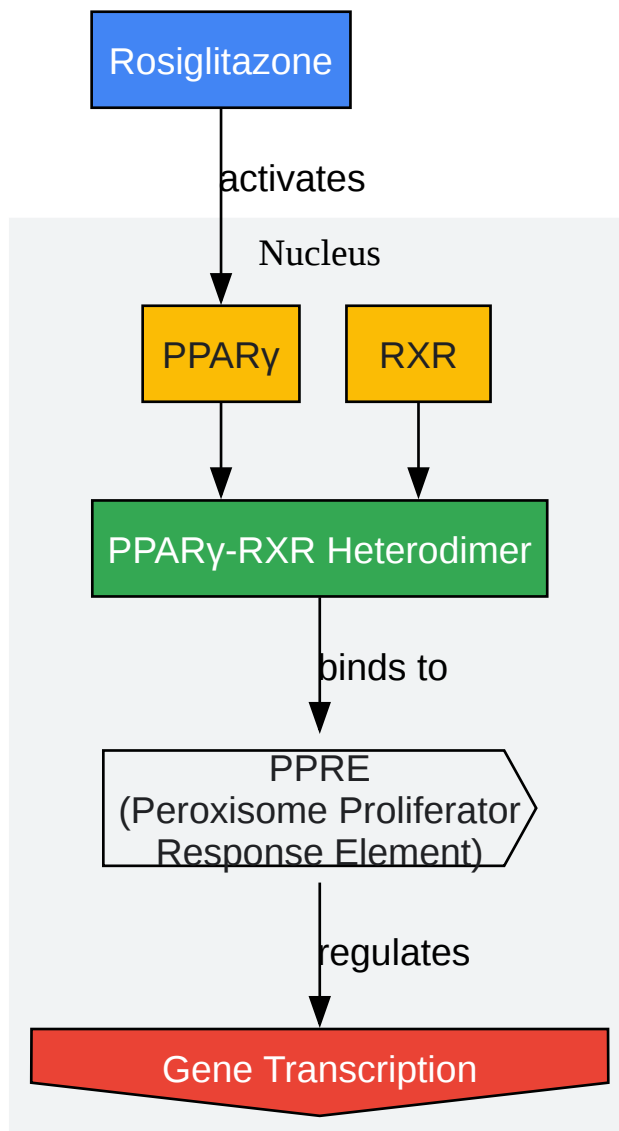 Rosiglitazone
activates
Nucleus
PPARγ
RXR
PPARγ-RXR Heterodimer
binds to
PPRE
(Peroxisome Proliferator
Response Element)
regulates
Gene Transcription